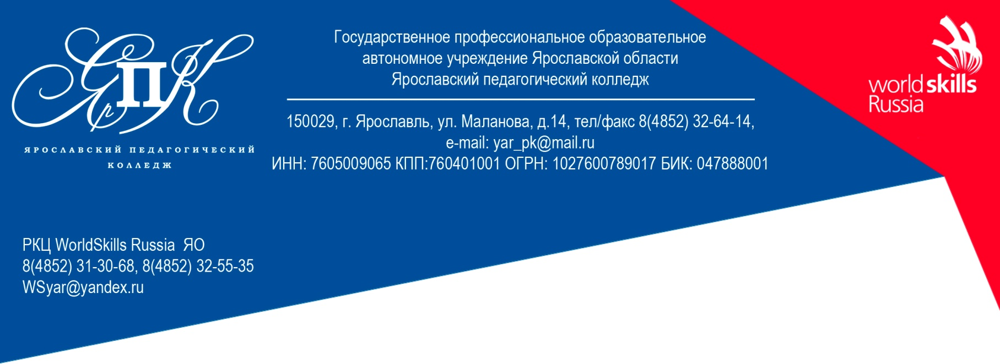 ЯрПК
ЯРОСЛАВСКИЙ ПЕДАГОГИЧЕСКИЙ
КОЛЛЕДЖ
Государственное профессиональное образовательное
автономное учреждение Ярославской области
Ярославский педагогический колледж
150029, г. Ярославль, ул. Маланова, д.14, тел/факс 8(4852) 32-64-14,
e-mail: yar_pk@mail.ru
ИНН: 7605009065 КПП:760401001 ОГРН: 1027600789017 БИК: 047888001
world skills
Russia
РКЦ WorldSkills Russia ЯО
8(4852) 31-30-68, 8(4852) 32-55-35
WSyar@yandex.ru